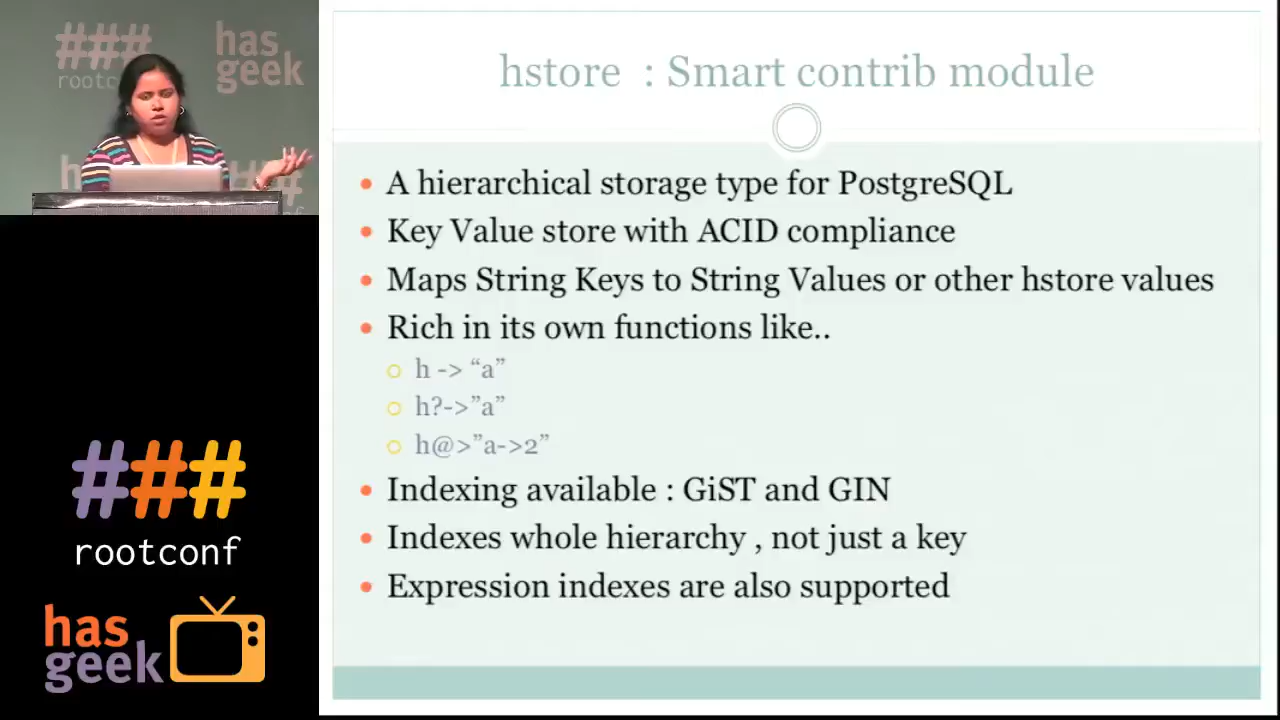 ###
rootconf
has
geek
hstore : Smart contrib module
A hierarchical storage type for PostgreSQL
Key Value store with ACID compliance
Maps String Keys to String Values or other hstore values
Rich in its own functions like..
h -> “a”
h?->”a”
h@>”a->2”
Indexing available : GiST and GIN
Indexes whole hierarchy , not just a key
Expression indexes are also supported
###
rootconf
has
geek